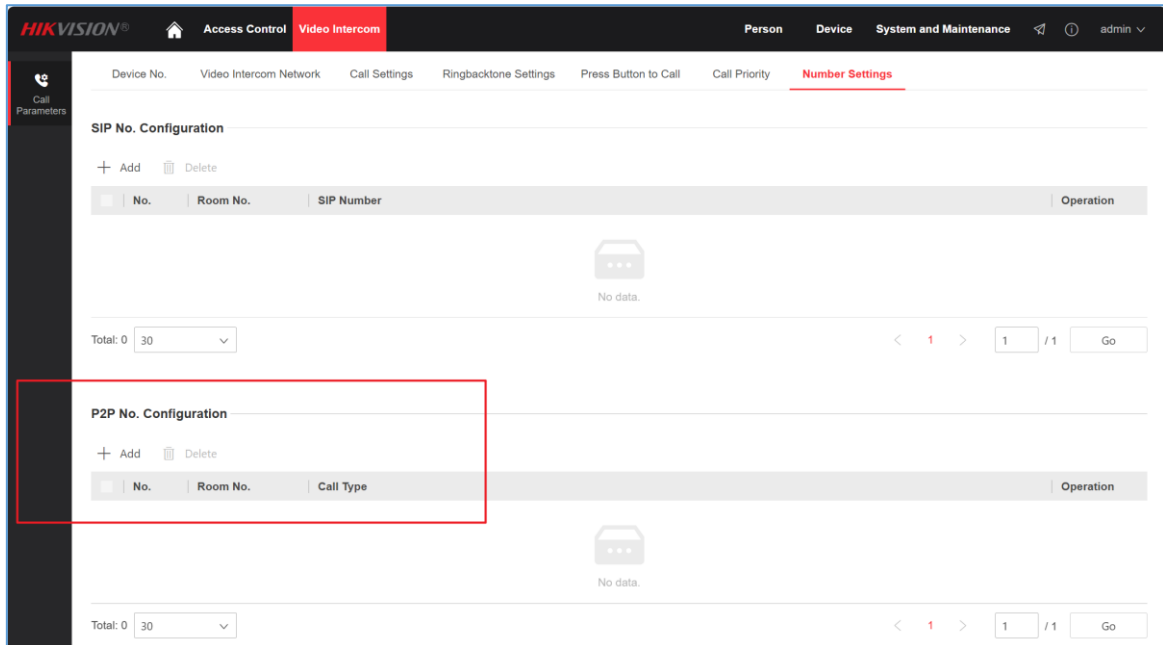 HIKVISION® Access Control Video Intercom Person Device System and Maintenance admin
Call Parameters
Device No. Video Intercom Network Call Settings Ringbacktone Settings Press Button to Call Call Priority Number Settings
SIP No. Configuration
Add Delete
No. Room No. SIP Number Operation
No data.
Total: 0 30 < 1 > 1 / 1 Go
P2P No. Configuration
Add Delete
No. Room No. Call Type Operation
No data.
Total: 0 30 < 1 > 1 / 1 Go